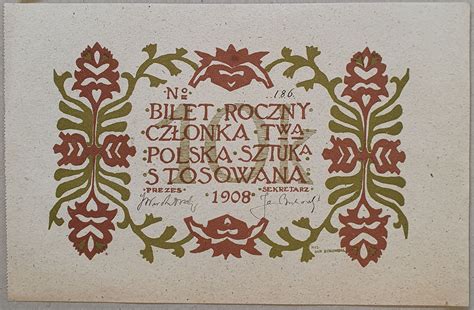 No 186.
BILET ROCZNY
CZŁONKA TWA
POLSKA SZTUKA
STOSOWANA.
PREZES 1908 SEKRETARZ